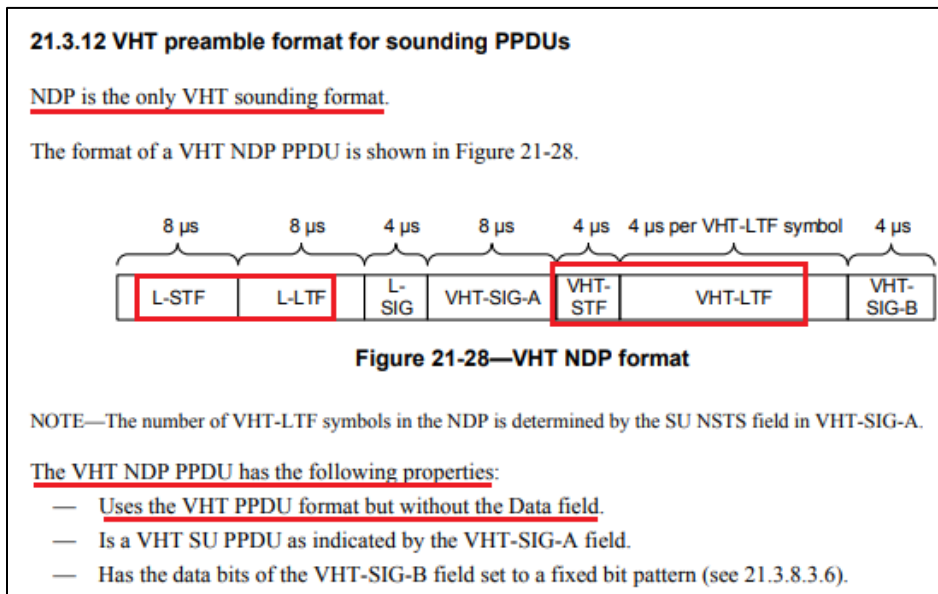 21.3.12 VHT preamble format for sounding PPDUs
NDP is the only VHT sounding format.
The format of a VHT NDP PPDU is shown in Figure 21-28.
8 µs 8 µs 4 µs 8 µs 4 µs 4 µs per VHT-LTF symbol 4 µs
L-STF L-LTF L-SIG VHT-SIG-A VHT-STF VHT-LTF VHT-SIG-B
Figure 21-28—VHT NDP format
NOTE—The number of VHT-LTF symbols in the NDP is determined by the SU NSTS field in VHT-SIG-A.
The VHT NDP PPDU has the following properties:
— Uses the VHT PPDU format but without the Data field.
— Is a VHT SU PPDU as indicated by the VHT-SIG-A field.
— Has the data bits of the VHT-SIG-B field set to a fixed bit pattern (see 21.3.8.3.6).